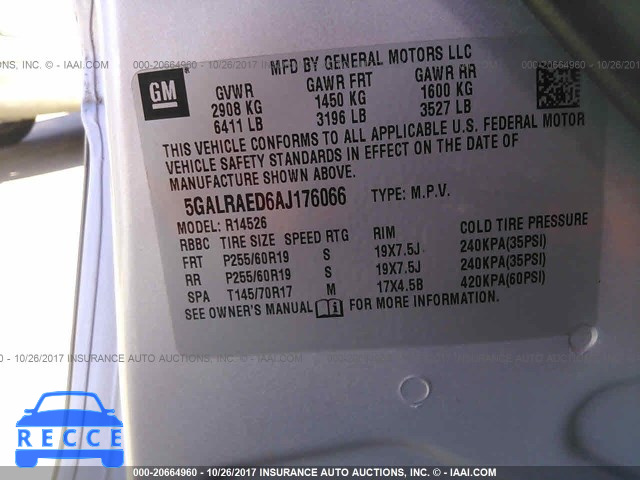 000-20664960 - 10/26/2017 INSURANCE AUTO AUCTIONS, INC. - © IAAI.COM
GM
MFD BY GENERAL MOTORS LLC
GVWR GAWR FRT GAWR RR
2908 KG 1450 KG 1600 KG
6411 LB 3196 LB 3527 LB
THIS VEHICLE CONFORMS TO ALL APPLICABLE U.S. FEDERAL MOTOR
VEHICLE SAFETY STANDARDS IN EFFECT ON THE DATE OF
MANUFACTURE SHOWN ABOVE.
5GALRAED6AJ176066 TYPE: M.P.V.
MODEL: R14526
RBBC TIRE SIZE SPEED RTG RIM COLD TIRE PRESSURE
FRT P255/60R19 S 19X7.5J 240KPA(35PSI)
RR P255/60R19 S 19X7.5J 240KPA(35PSI)
SPA T145/70R17 M 17X4.5B 420KPA(60PSI)
SEE OWNER'S MANUAL FOR MORE INFORMATION.
000-20664960 - 10/26/2017 INSURANCE AUTO AUCTIONS, INC. - © IAAI.COM
RECCE
000-20664960 - 10/26/2017 INSURANCE AUTO AUCTIONS, INC. - © IAAI.COM